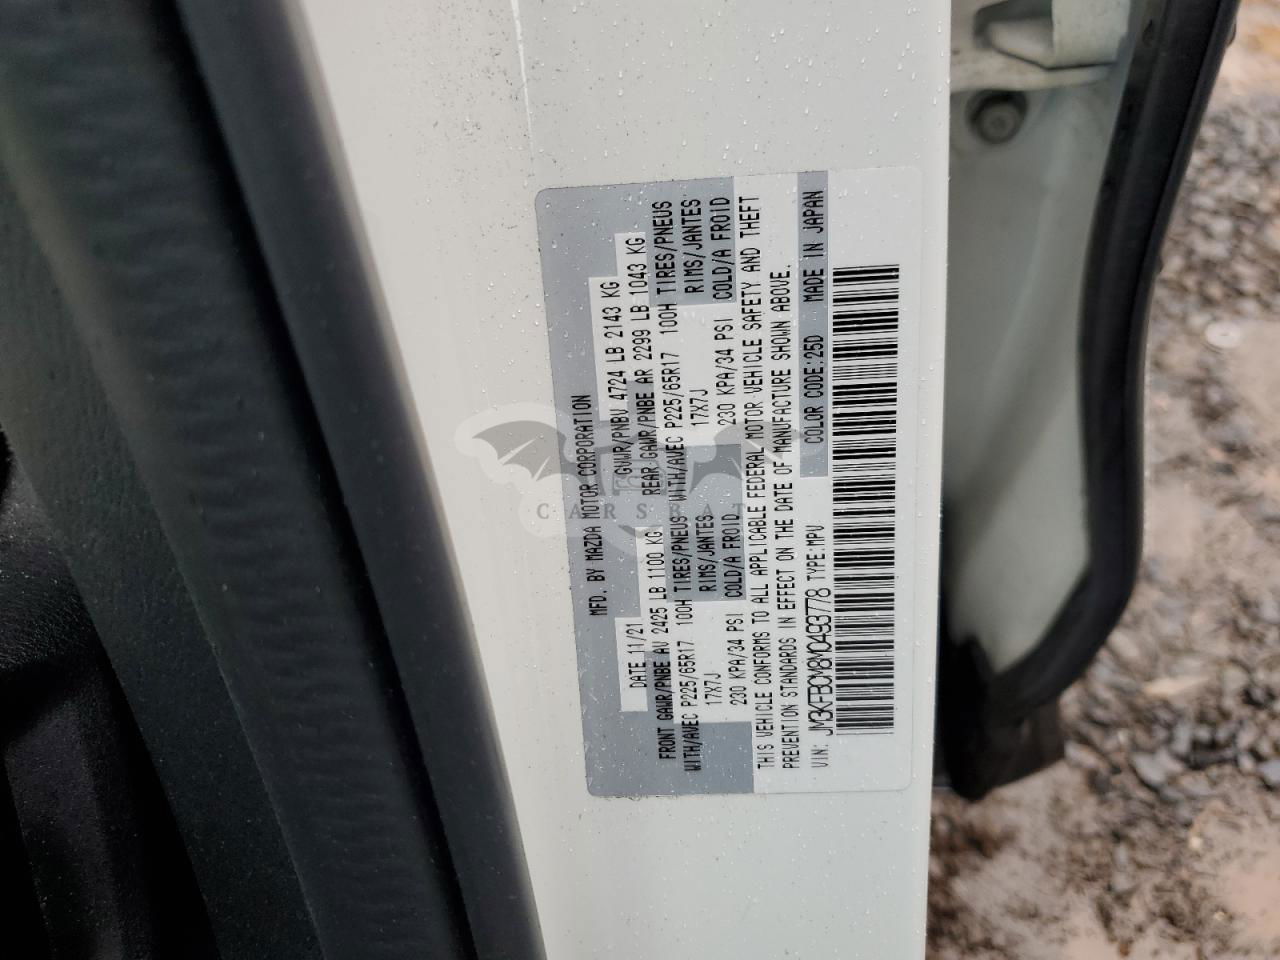 MFD. BY MAZDA MOTOR CORPORATION
DATE 11/21 GVWR/PNBV 4724 LB 2143 KG
FRONT GAWR/PNBE AV 2425 LB 1100 KG REAR GAWR/PNBE AR 2299 LB 1043 KG
WITH/AVEC P225/65R17 100H TIRES/PNEUS WITH/AVEC P225/65R17 100H TIRES/PNEUS
17X7J RIMS/JANTES 17X7J RIMS/JANTES
230 KPA/34 PSI COLD/A FROID 230 KPA/34 PSI COLD/A FROID
THIS VEHICLE CONFORMS TO ALL APPLICABLE FEDERAL MOTOR VEHICLE SAFETY AND THEFT
PREVENTION STANDARDS IN EFFECT ON THE DATE OF MANUFACTURE SHOWN ABOVE.
VIN: JM3KFBCM8M0493778 TYPE:MPV COLOR CODE:25D MADE IN JAPAN
CARSBAT